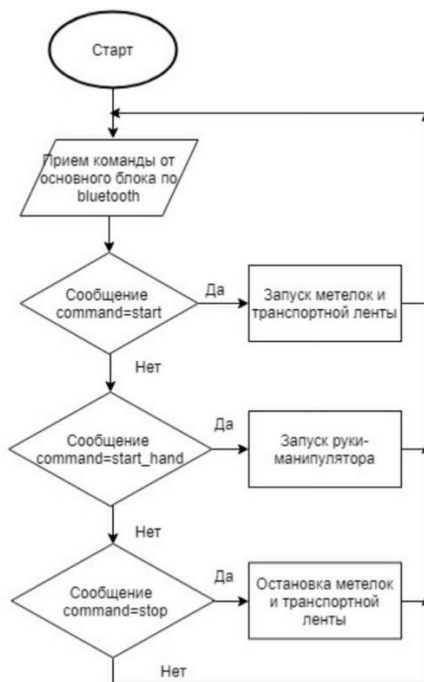 Старт
Прием команды от
основного блока по
bluetooth
Сообщение
command=start
Да
Запуск метелок и
транспортной ленты
Нет
Сообщение
command=start_hand
Да
Запуск руки-
манипулятора
Нет
Сообщение
command=stop
Да
Остановка метелок
и транспортной
ленты
Нет